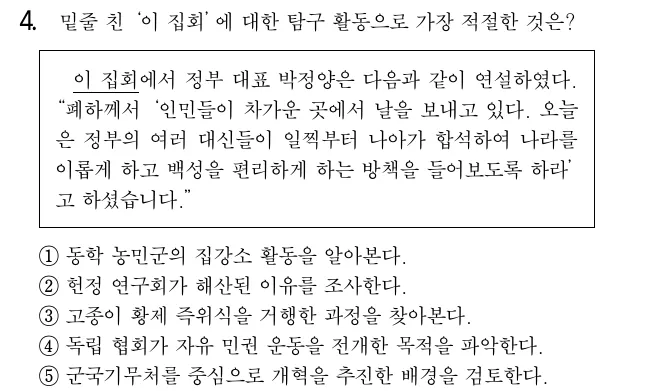 4. 밑줄 친 ‘이 집회’에 대한 탐구 활동으로 가장 적절한 것은?
이 집회에서 정부 대표 박정양은 다음과 같이 연설하였다.
“폐하께서 ‘인민들이 차가운 곳에서 날을 보내고 있다. 오늘
은 정부의 여러 대신들이 일찍부터 나아가 합석하여 나라를
이롭게 하고 백성을 편리하게 하는 방책을 들어보도록 하라’
고 하셨습니다.”
① 동학 농민군의 집강소 활동을 알아본다.
② 헌정 연구회가 해산된 이유를 조사한다.
③ 고종이 황제 즉위식을 거행한 과정을 찾아본다.
④ 독립 협회가 자유 민권 운동을 전개한 목적을 파악한다.
⑤ 군국기무처를 중심으로 개혁을 추진한 배경을 검토한다.